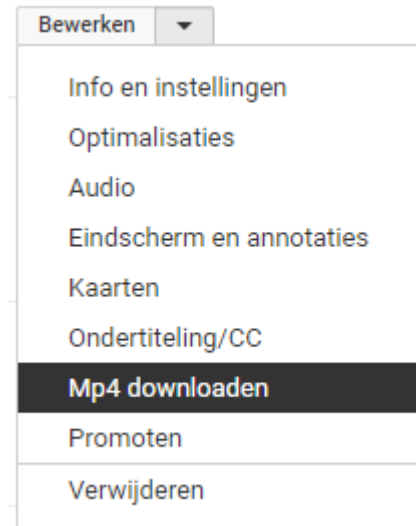 Bewerken
Info en instellingen
Optimalisaties
Audio
Eindscherm en annotaties
Kaarten
Ondertiteling/CC
Mp4 downloaden
Promoten
Verwijderen